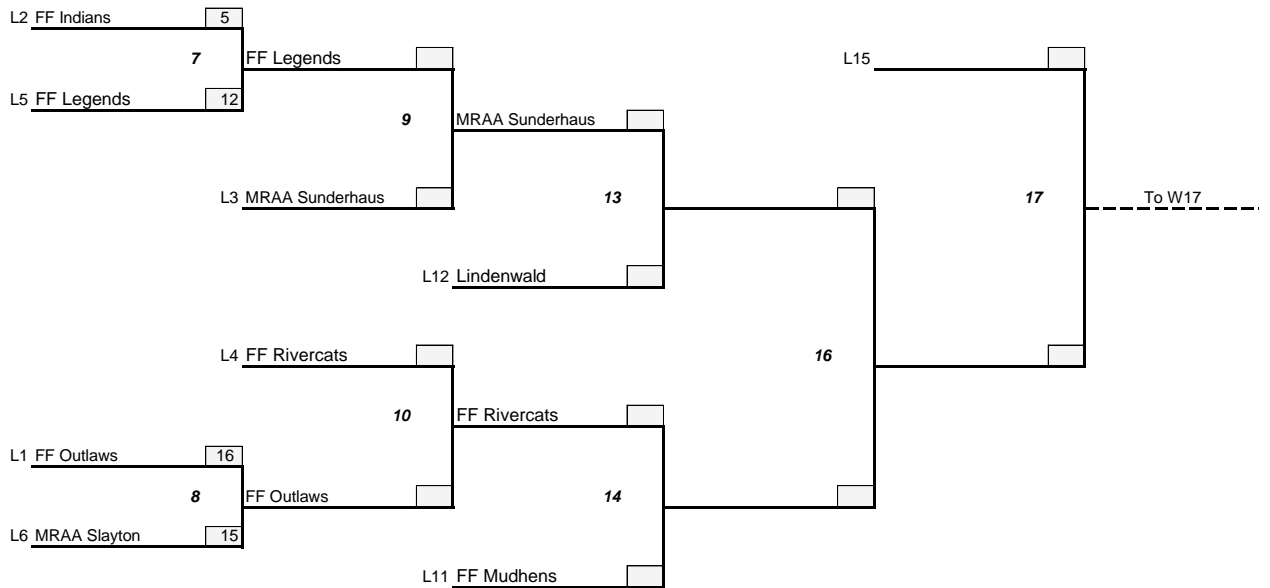 L2 FF Indians 5
7 FF Legends L15
L5 FF Legends 12
9 MRAA Sunderhaus
L3 MRAA Sunderhaus 13 17 To W17
L12 Lindenwald
L4 FF Rivercats 16
10 FF Rivercats
L1 FF Outlaws 16
8 FF Outlaws 14
L6 MRAA Slayton 15
L11 FF Mudhens